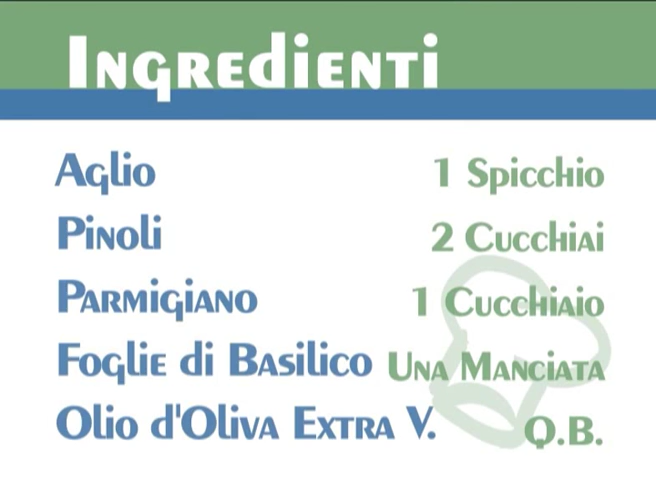 Ingredienti
Aglio 1 Spicchio
Pinoli 2 Cucchiai
Parmigiano 1 Cucchiaio
Foglie di Basilico Una Manciata
Olio d'Oliva Extra V. Q.B.